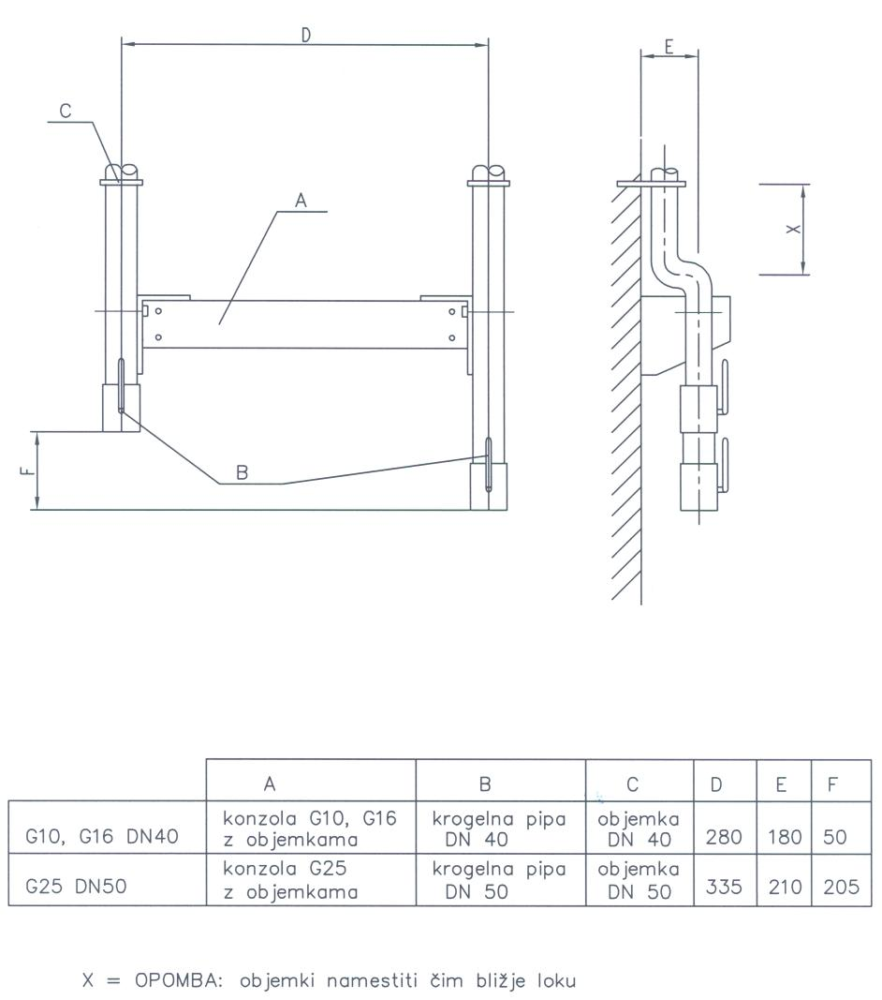 D
E
C
A
X
B
F
A B C D E F
G10, G16 DN40 konzola G10, G16 z objemkama krogelna pipa DN 40 objemka DN 40 280 180 50
G25 DN50 konzola G25 z objemkama krogelna pipa DN 50 objemka DN 50 335 210 205
X = OPOMBA: objemki namestiti čim bližje loku